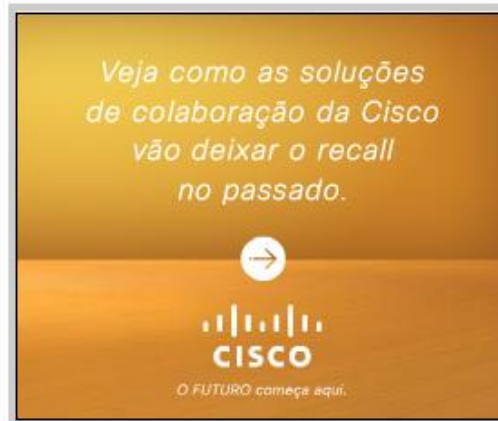 Veja como as soluções
de colaboração da Cisco
vão deixar o recall
no passado.
CISCO
O FUTURO começa aqui.